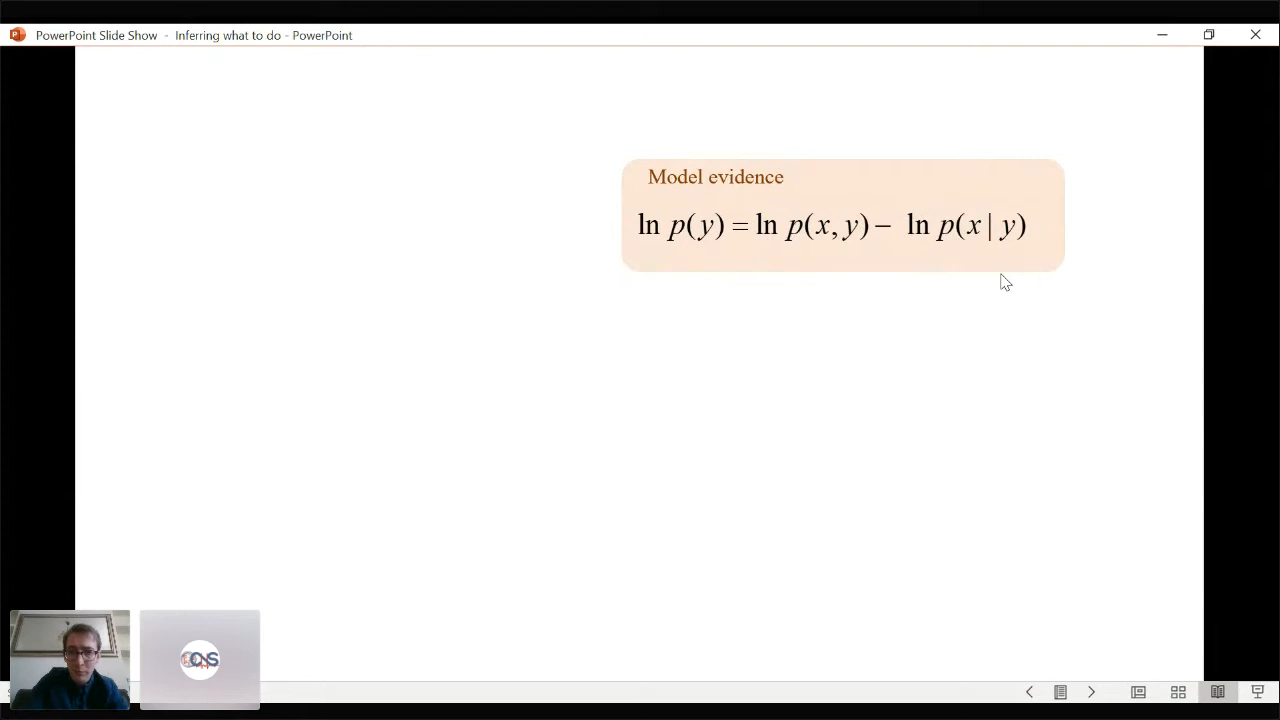 PowerPoint Slide Show - Inferring what to do - PowerPoint
Model evidence
ln p(y) = ln p(x, y) − ln p(x | y)